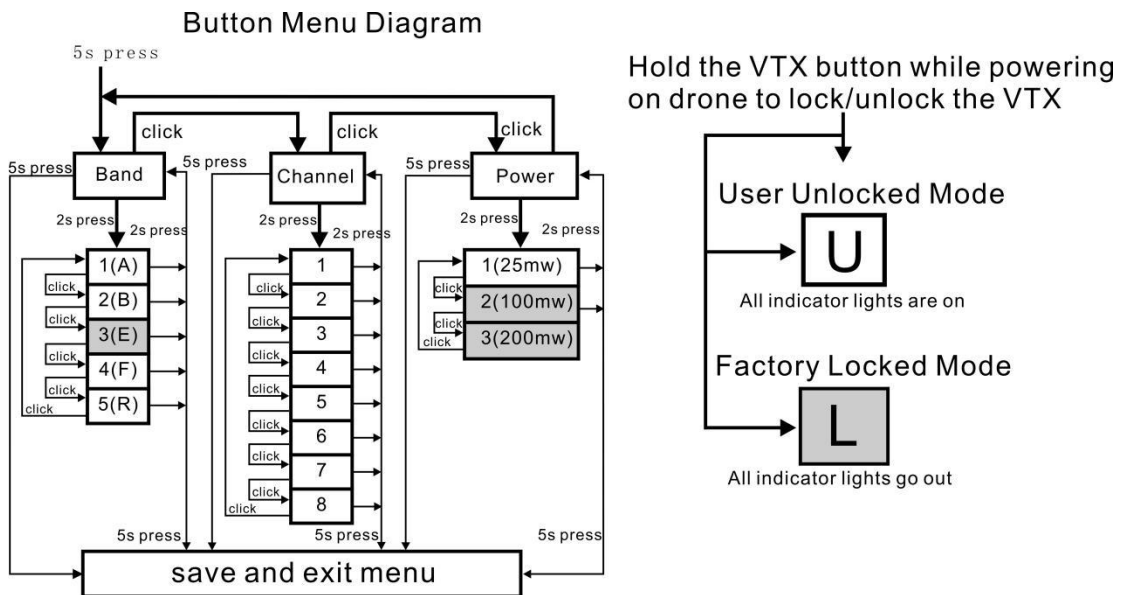 Button Menu Diagram
5s press
click
click
click
5s press
Band
5s press
Channel
5s press
Power
2s press
2s press
2s press
2s press
2s press
2s press
1(A)
click
2(B)
click
3(E)
click
4(F)
click
5(R)
click
1
click
2
click
3
click
4
click
5
click
6
click
7
click
8
click
1(25mw)
click
2(100mw)
click
3(200mw)
click
5s press
5s press
5s press
save and exit menu
Hold the VTX button while powering
on drone to lock/unlock the VTX
User Unlocked Mode
U
All indicator lights are on
Factory Locked Mode
L
All indicator lights go out